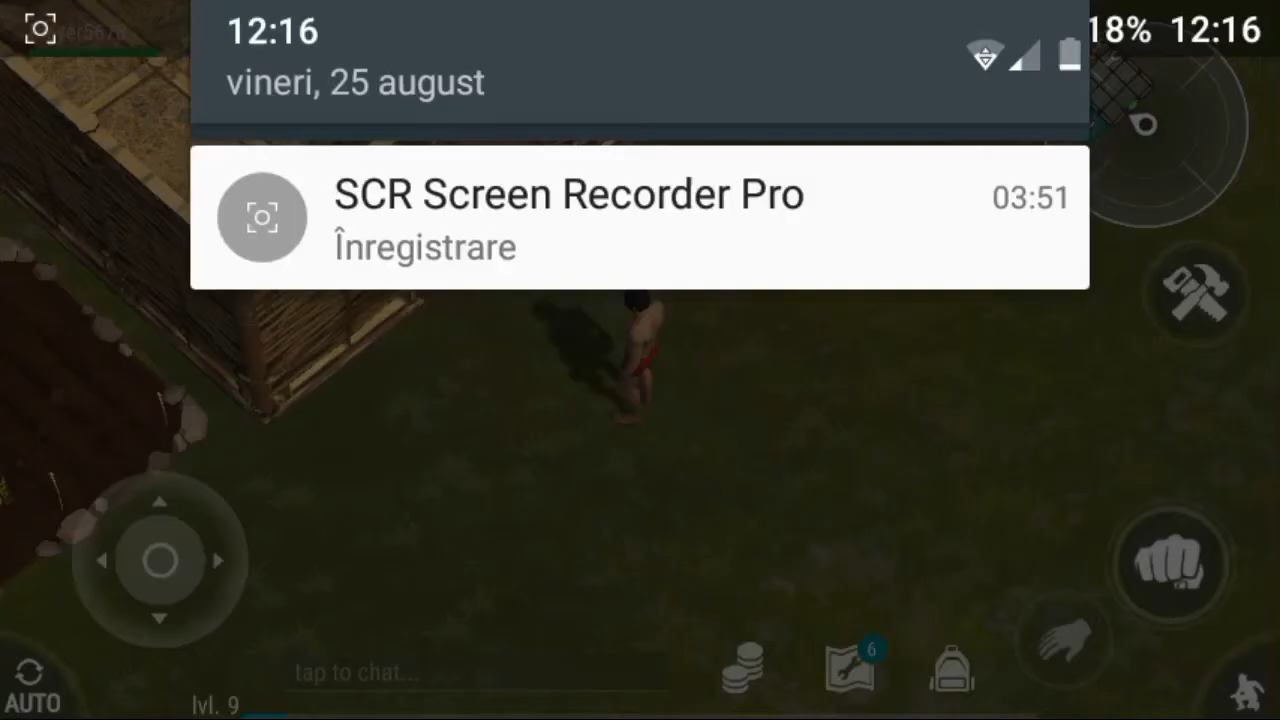 12:16
18% 12:16
vineri, 25 august
SCR Screen Recorder Pro
03:51
Înregistrare
6
tap to chat...
AUTO
lvl. 9